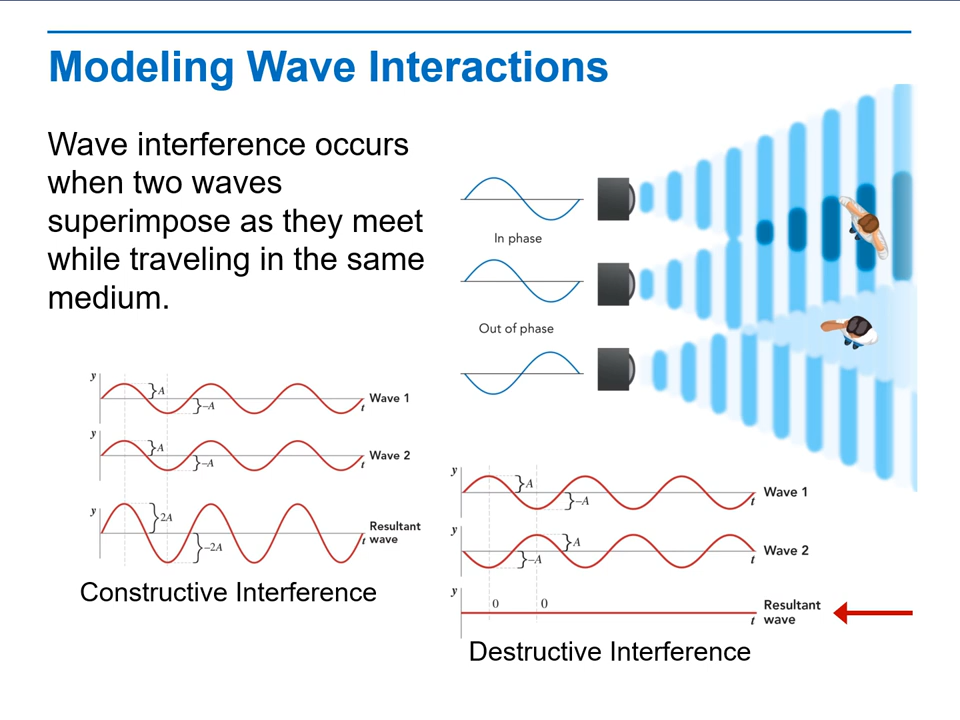 Modeling Wave Interactions
Wave interference occurs
when two waves
superimpose as they meet
while traveling in the same
medium.
In phase
Out of phase
y
A
−A
t
Wave 1
y
A
−A
t
Wave 2
y
2A
−2A
t
Resultant
wave
Constructive Interference
y
A
−A
t
Wave 1
y
A
−A
t
Wave 2
y
0
0
t
Resultant
wave
Destructive Interference